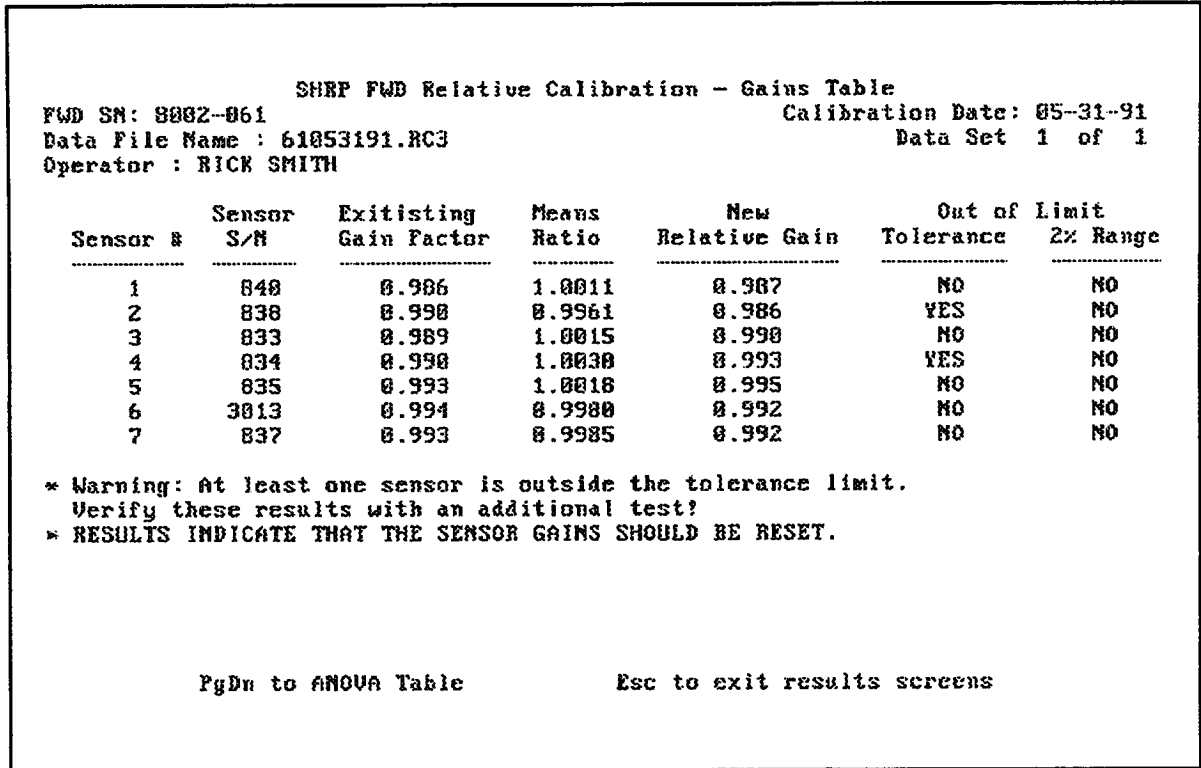 SHRP FWD Relative Calibration - Gains Table
FWD SN: 8002-061 Calibration Date: 05-31-91
Data File Name : 61053191.RC3 Data Set 1 of 1
Operator : RICK SMITH
Sensor Exitisting Means New Out of Limit
Sensor # S/N Gain Factor Ratio Relative Gain Tolerance 2% Range
1 840 0.986 1.0011 0.987 NO NO
2 838 0.990 0.9961 0.986 YES NO
3 833 0.989 1.0015 0.990 NO NO
4 834 0.990 1.0038 0.993 YES NO
5 835 0.993 1.0018 0.995 NO NO
6 3013 0.994 0.9980 0.992 NO NO
7 837 0.993 0.9985 0.992 NO NO
* Warning: At least one sensor is outside the tolerance limit.
Verify these results with an additional test!
* RESULTS INDICATE THAT THE SENSOR GAINS SHOULD BE RESET.
PgDn to ANOVA Table Esc to exit results screens